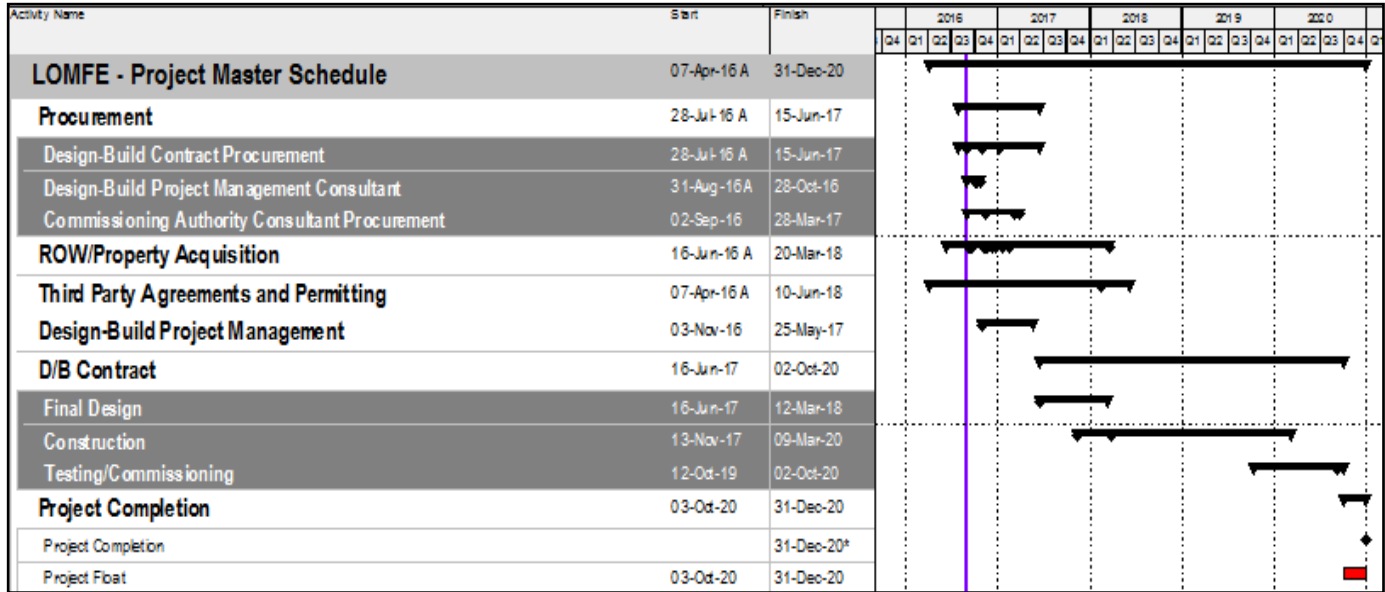 Activity Name Start Finish 2016 2017 2018 2019 2020
Q4 Q1 Q2 Q3 Q4 Q1 Q2 Q3 Q4 Q1 Q2 Q3 Q4 Q1 Q2 Q3 Q4 Q1 Q2 Q3 Q4 Q1
LOMFE - Project Master Schedule 07-Apr-16 A 31-Dec-20
Procurement 28-Jul-16 A 15-Jun-17
Design-Build Contract Procurement 28-Jul-16 A 15-Jun-17
Design-Build Project Management Consultant 31-Aug-16 A 28-Oct-16
Commissioning Authority Consultant Procurement 02-Sep-16 28-Mar-17
ROW/Property Acquisition 16-Jun-16 A 20-Mar-18
Third Party Agreements and Permitting 07-Apr-16 A 10-Jun-18
Design-Build Project Management 03-Nov-16 25-May-17
D/B Contract 16-Jun-17 02-Oct-20
Final Design 16-Jun-17 12-Mar-18
Construction 13-Nov-17 09-Mar-20
Testing/Commissioning 12-Oct-19 02-Oct-20
Project Completion 03-Oct-20 31-Dec-20
Project Completion 31-Dec-20*
Project Float 03-Oct-20 31-Dec-20